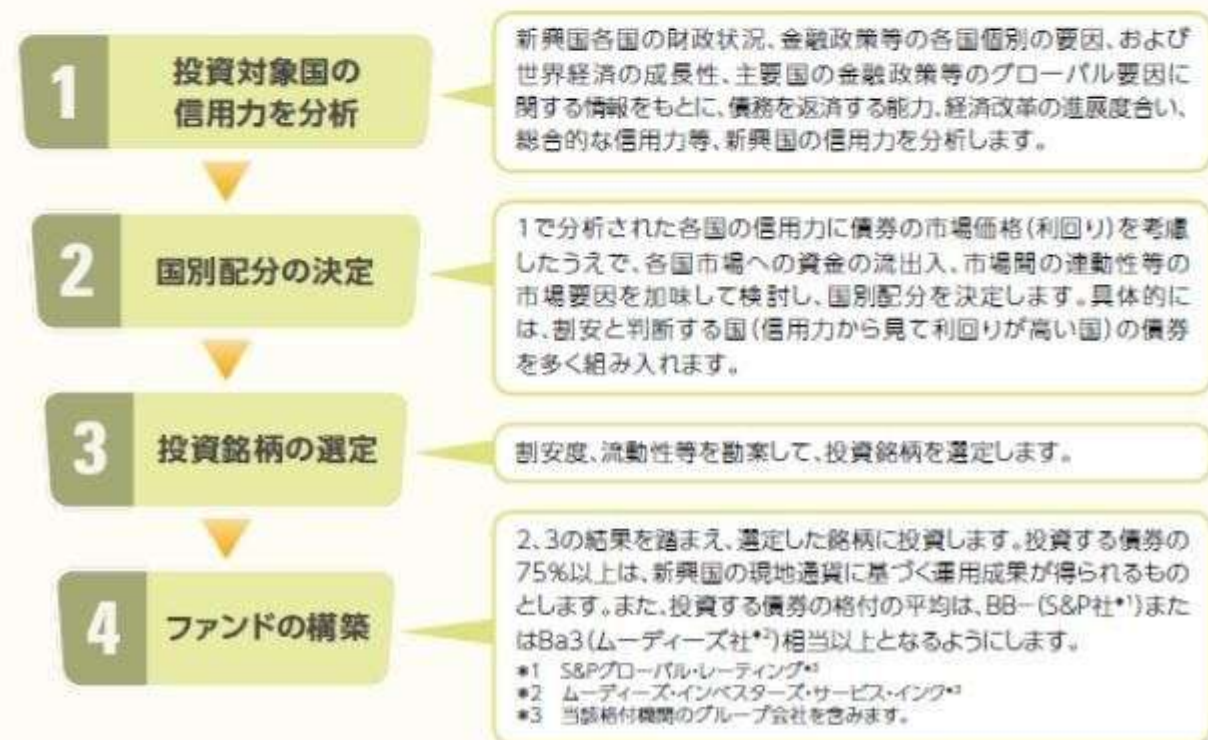 1
投資対象国の
信用力を分析
新興国各国の財政状況、金融政策等の各国個別の要因、および
世界経済の成長性、主要国の金融政策等のグローバル要因に
関する情報をもとに、債務を返済する能力、経済改革の進展度合い、
総合的な信用力等、新興国の信用力を分析します。
2
国別配分の決定
1で分析された各国の信用力に債券の市場価格(利回り)を考慮
したうえで、各国市場への資金の流出入、市場間の連動性等の
市場要因を加味して検討し、国別配分を決定します。具体的に
は、割安と判断する国(信用力から見て利回りが高い国)の債券
を多く組み入れます。
3
投資銘柄の選定
割安度、流動性等を勘案して、投資銘柄を選定します。
4
ファンドの構築
2、3の結果を踏まえ、選定した銘柄に投資します。投資する債券の
75%以上は、新興国の現地通貨に基づく運用成果が得られるもの
とします。また、投資する債券の格付の平均は、BB-(S&P社*1)また
はBa3(ムーディーズ社*2)相当以上となるようにします。
*1 S&Pグローバル・レーティング*3
*2 ムーディーズ・インベスターズ・サービス・インク*3
*3 当該格付機関のグループ会社を含みます。